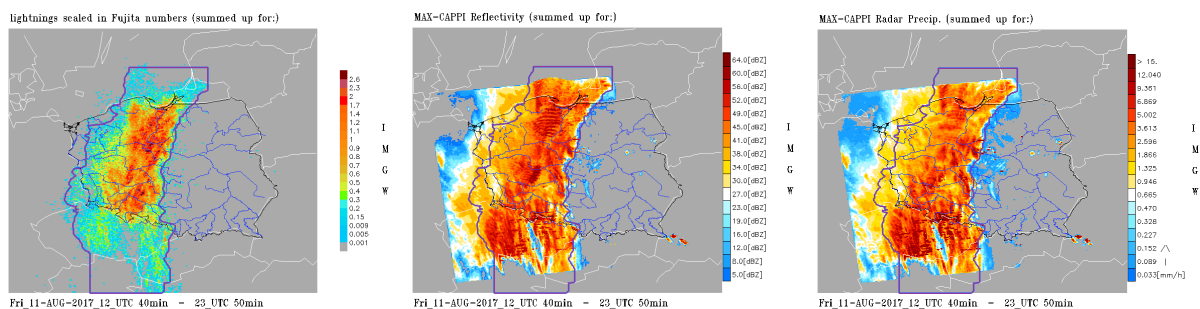 lightnings scaled in Fujita numbers (summed up for:)
2.6
2.3
2.3
2
1.7
1.4
1.2
1.1
1
0.9
0.8
0.7
0.6
0.5
0.4
0.3
0.2
0.15
0.009
0.005
0.001
I
M
G
W
Fri_11-AUG-2017_12_UTC 40min - 23_UTC 50min
MAX-CAPPI Reflectivity (summed up for:)
64.0[dBZ]
60.0[dBZ]
56.0[dBZ]
52.0[dBZ]
49.0[dBZ]
45.0[dBZ]
41.0[dBZ]
38.0[dBZ]
34.0[dBZ]
30.0[dBZ]
27.0[dBZ]
23.0[dBZ]
19.0[dBZ]
16.0[dBZ]
12.0[dBZ]
8.0[dBZ]
5.0[dBZ]
I
M
G
W
Fri_11-AUG-2017_12_UTC 40min - 23_UTC 50min
MAX-CAPPI Radar Precip. (summed up for:)
> 15.
12.040
9.361
6.869
5.002
3.613
2.596
1.866
1.325
0.946
0.665
0.470
0.328
0.227
0.152
0.089
0.033[mm/h]
I
M
G
W
Fri_11-AUG-2017_12_UTC 40min - 23_UTC 50min